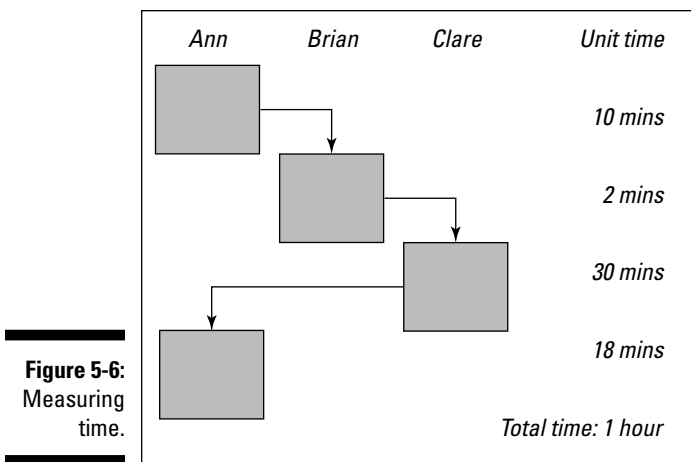 Ann Brian Clare Unit time
10 mins
2 mins
30 mins
18 mins
Total time: 1 hour
Figure 5-6:
Measuring
time.